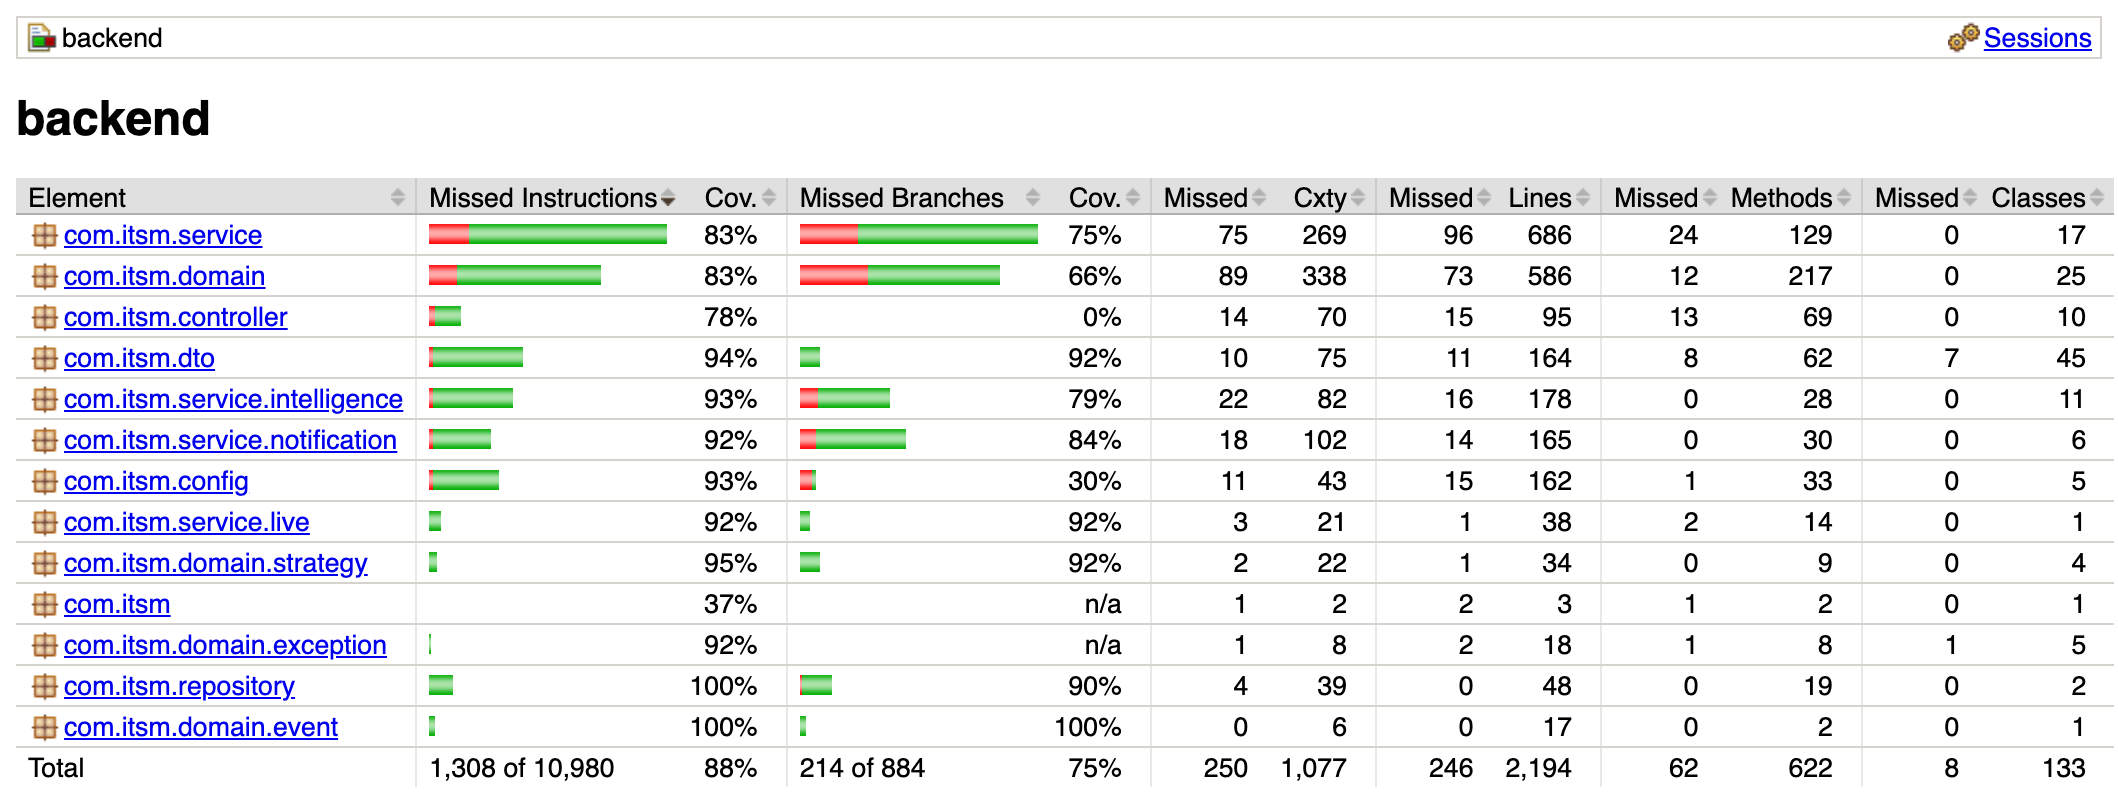 backend Sessions
backend
Element Missed Instructions Cov. Missed Branches Cov. Missed Cxty Missed Lines Missed Methods Missed Classes
com.itsm.service 83% 75% 75 269 96 686 24 129 0 17
com.itsm.domain 83% 66% 89 338 73 586 12 217 0 25
com.itsm.controller 78% 0% 14 70 15 95 13 69 0 10
com.itsm.dto 94% 92% 10 75 11 164 8 62 7 45
com.itsm.service.intelligence 93% 79% 22 82 16 178 0 28 0 11
com.itsm.service.notification 92% 84% 18 102 14 165 0 30 0 6
com.itsm.config 93% 30% 11 43 15 162 1 33 0 5
com.itsm.service.live 92% 92% 3 21 1 38 2 14 0 1
com.itsm.domain.strategy 95% 92% 2 22 1 34 0 9 0 4
com.itsm 37% n/a 1 2 2 3 1 2 0 1
com.itsm.domain.exception 92% n/a 1 8 2 18 1 8 1 5
com.itsm.repository 100% 90% 4 39 0 48 0 19 0 2
com.itsm.domain.event 100% 100% 0 6 0 17 0 2 0 1
Total 1,308 of 10,980 88% 214 of 884 75% 250 1,077 246 2,194 62 622 8 133